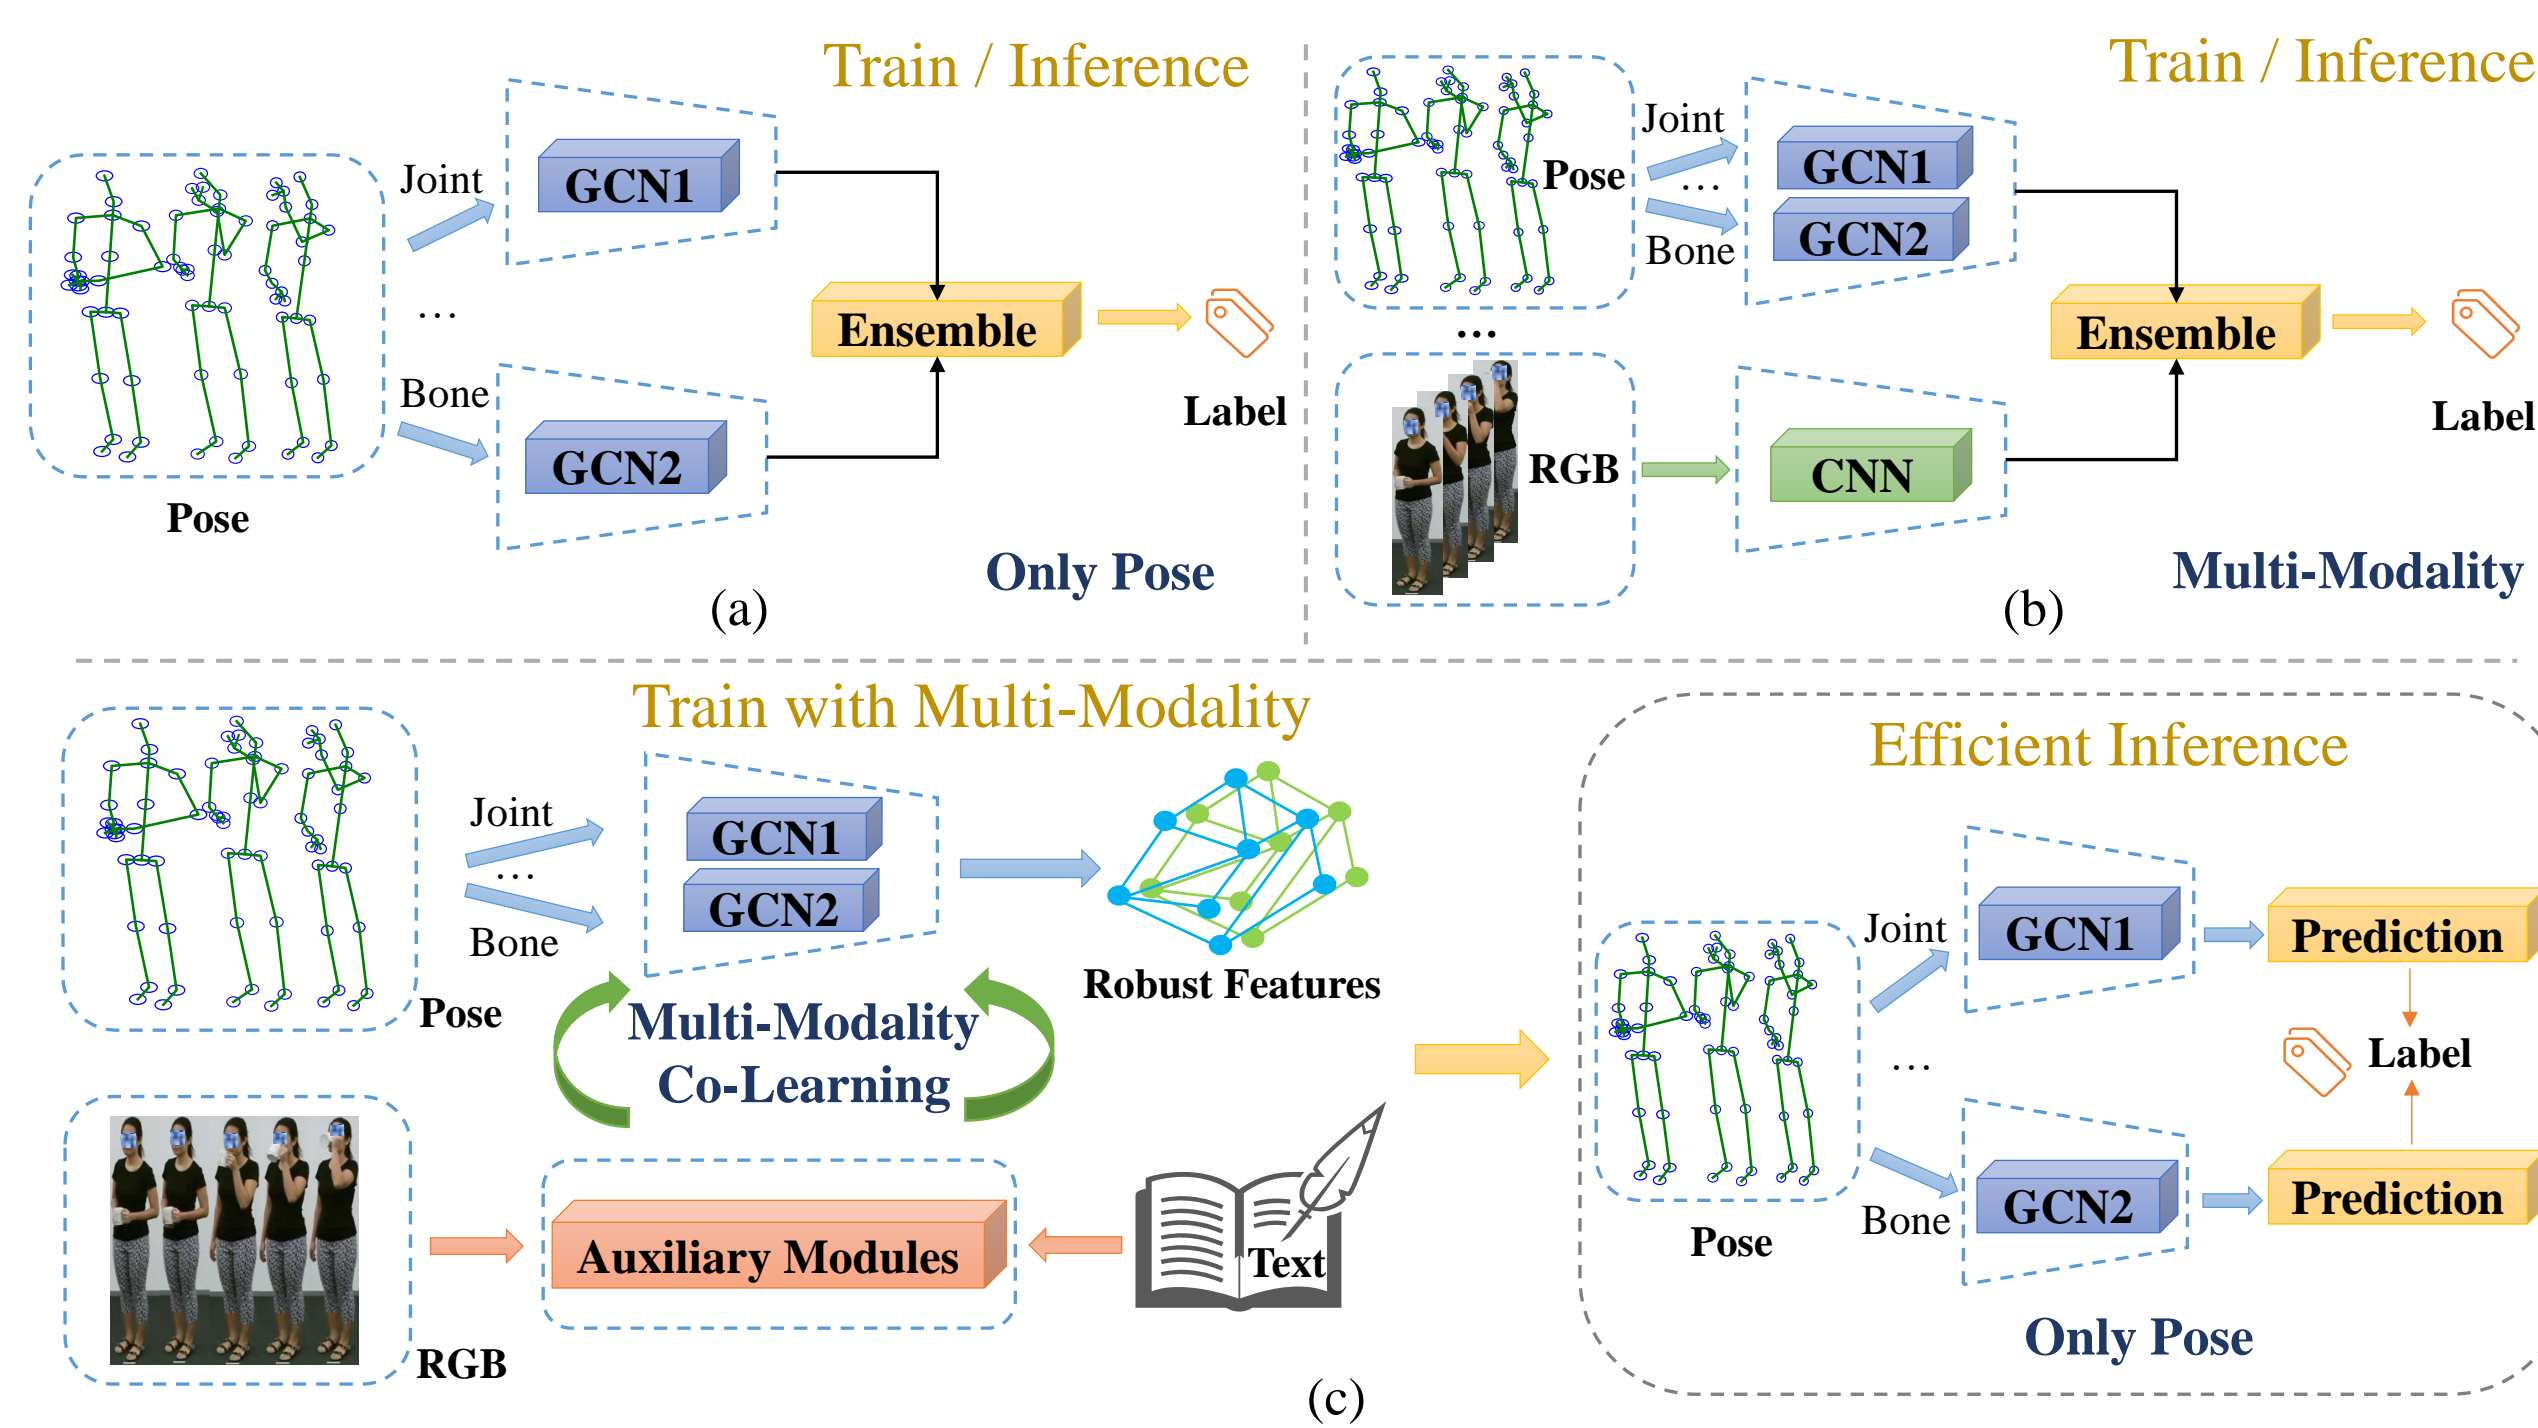 Train / Inference
Joint
GCN1
…
Ensemble
Label
Bone
GCN2
Pose
Only Pose
(a)
Train / Inference
Joint
Pose
…
Bone
GCN1
GCN2
…
Ensemble
Label
RGB
CNN
Multi-Modality
(b)
Train with Multi-Modality
Joint
…
Bone
GCN1
GCN2
Pose
Robust Features
Multi-Modality
Co-Learning
RGB
Auxiliary Modules
Text
(c)
Efficient Inference
Joint
GCN1
Prediction
…
Label
Bone
GCN2
Prediction
Pose
Only Pose